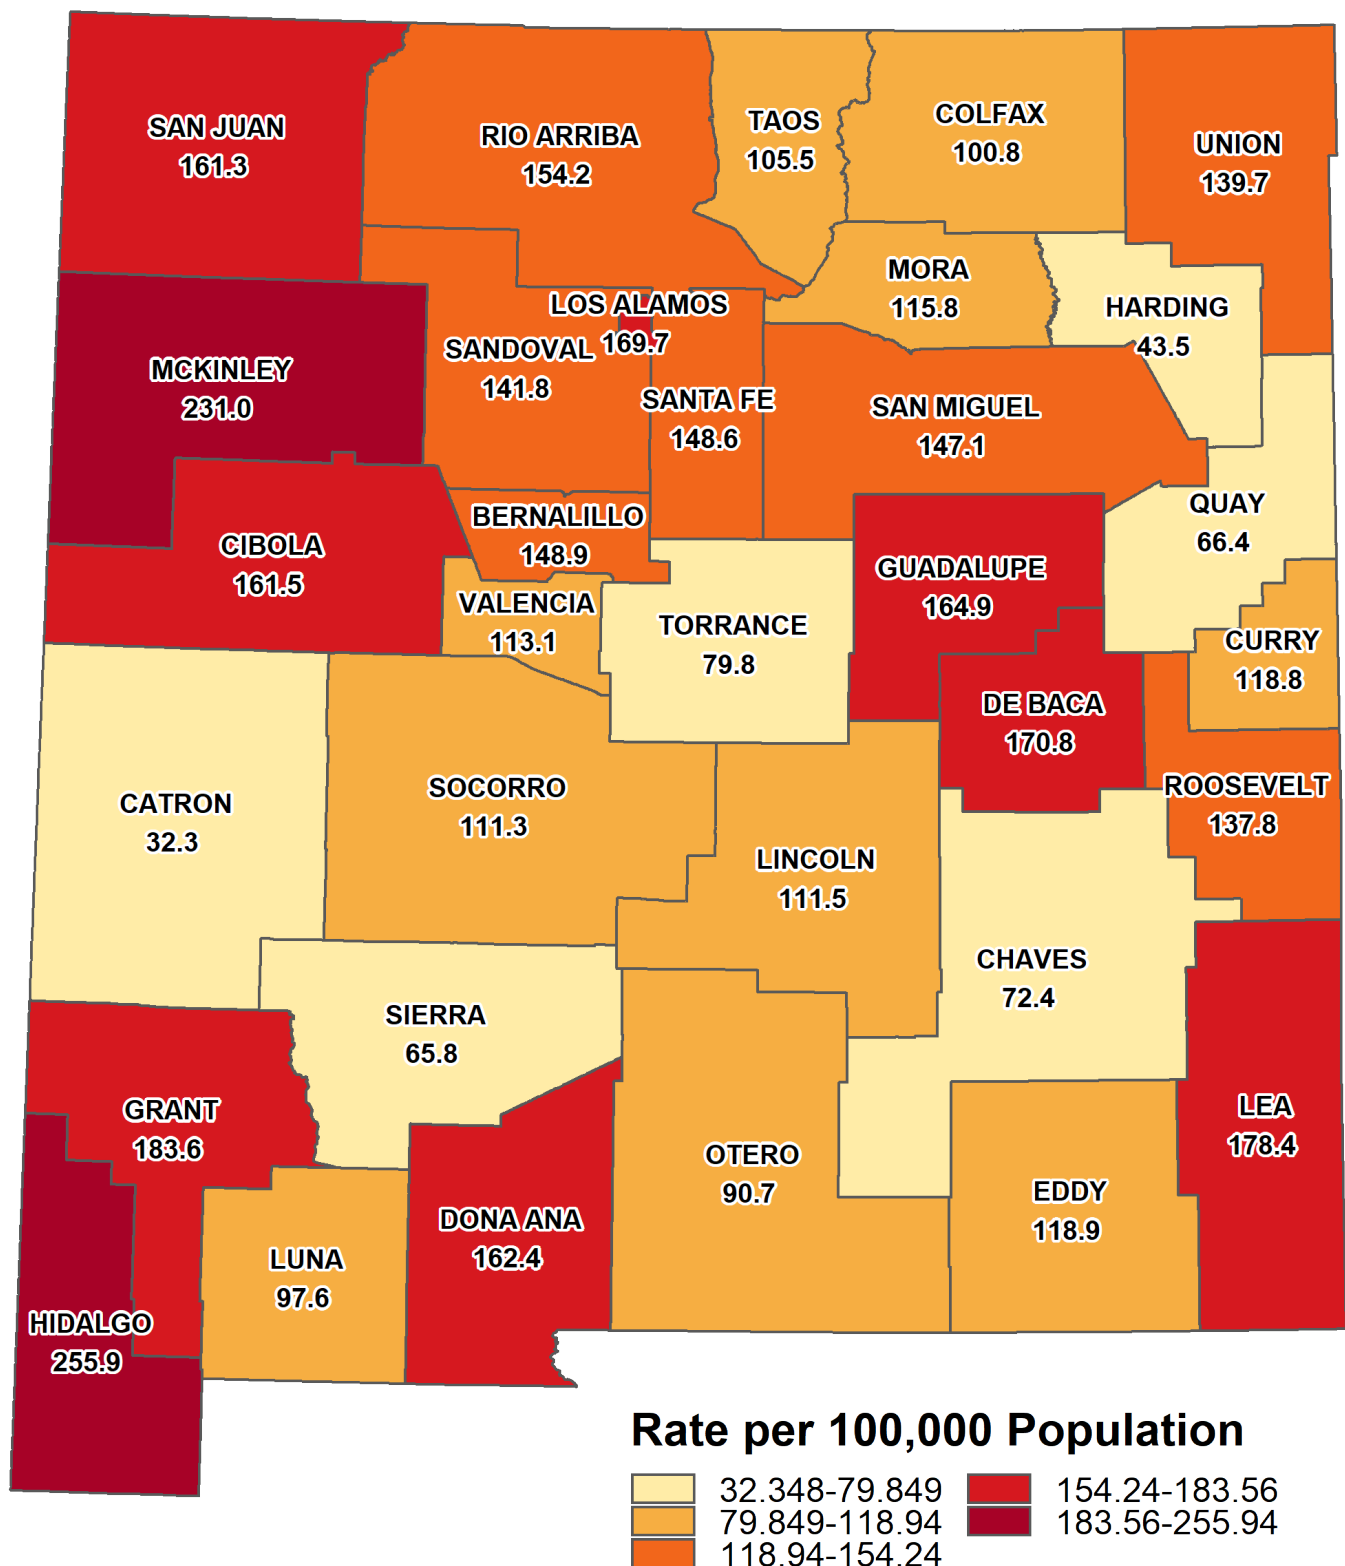 SAN JUAN
161.3
RIO ARRIBA
154.2
TAOS
105.5
COLFAX
100.8
UNION
139.7
MORA
115.8
HARDING
43.5
LOS ALAMOS
169.7
SANDOVAL
141.8
MCKINLEY
231.0
SANTA FE
148.6
SAN MIGUEL
147.1
QUAY
66.4
BERNALILLO
148.9
CIBOLA
161.5
GUADALUPE
164.9
VALENCIA
113.1
TORRANCE
79.8
CURRY
118.8
DE BACA
170.8
ROOSEVELT
137.8
CATRON
32.3
SOCORRO
111.3
LINCOLN
111.5
CHAVES
72.4
SIERRA
65.8
GRANT
183.6
LEA
178.4
OTERO
90.7
EDDY
118.9
DONA ANA
162.4
LUNA
97.6
HIDALGO
255.9
Rate per 100,000 Population
32.348-79.849
79.849-118.94
118.94-154.24
154.24-183.56
183.56-255.94